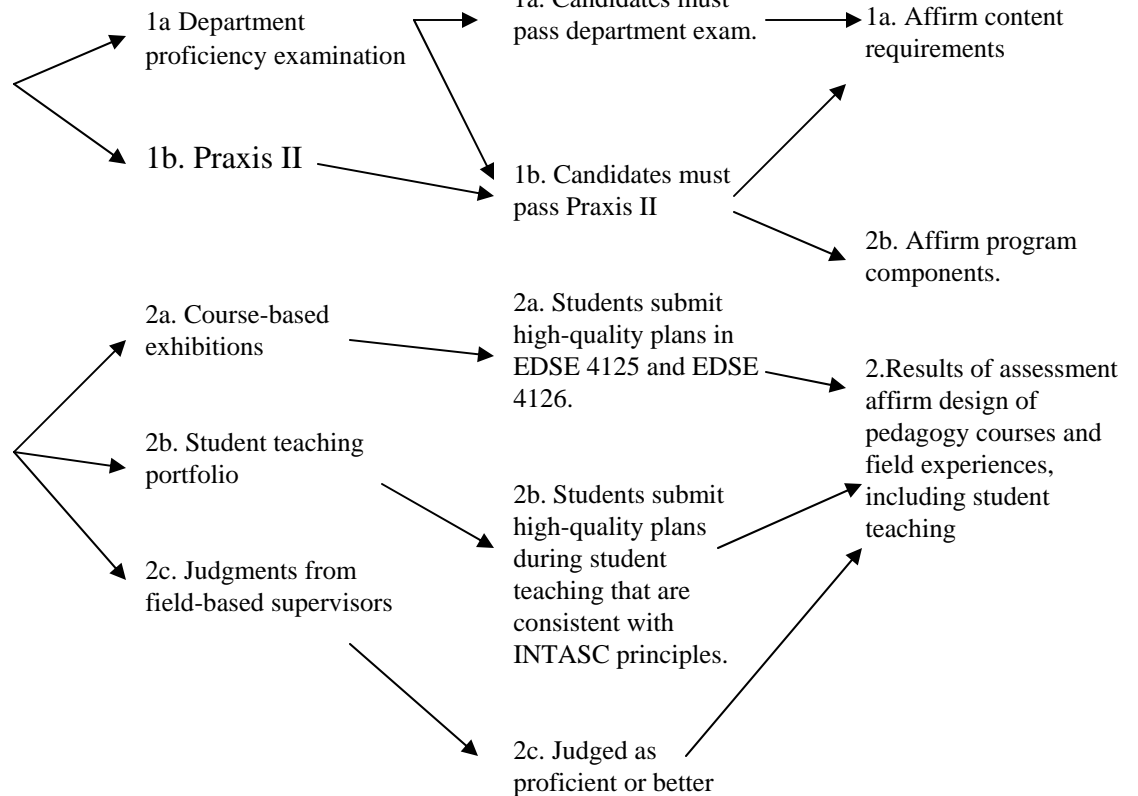 1a Department
proficiency examination
1b. Praxis II
2a. Course-based
exhibitions
2b. Student teaching
portfolio
2c. Judgments from
field-based supervisors
1a. Candidates must
pass department exam.
1b. Candidates must
pass Praxis II
2a. Students submit
high-quality plans in
EDSE 4125 and EDSE
4126.
2b. Students submit
high-quality plans
during student
teaching that are
consistent with
INTASC principles.
2c. Judged as
proficient or better
1a. Affirm content
requirements
2b. Affirm program
components.
2.Results of assessment
affirm design of
pedagogy courses and
field experiences,
including student
teaching